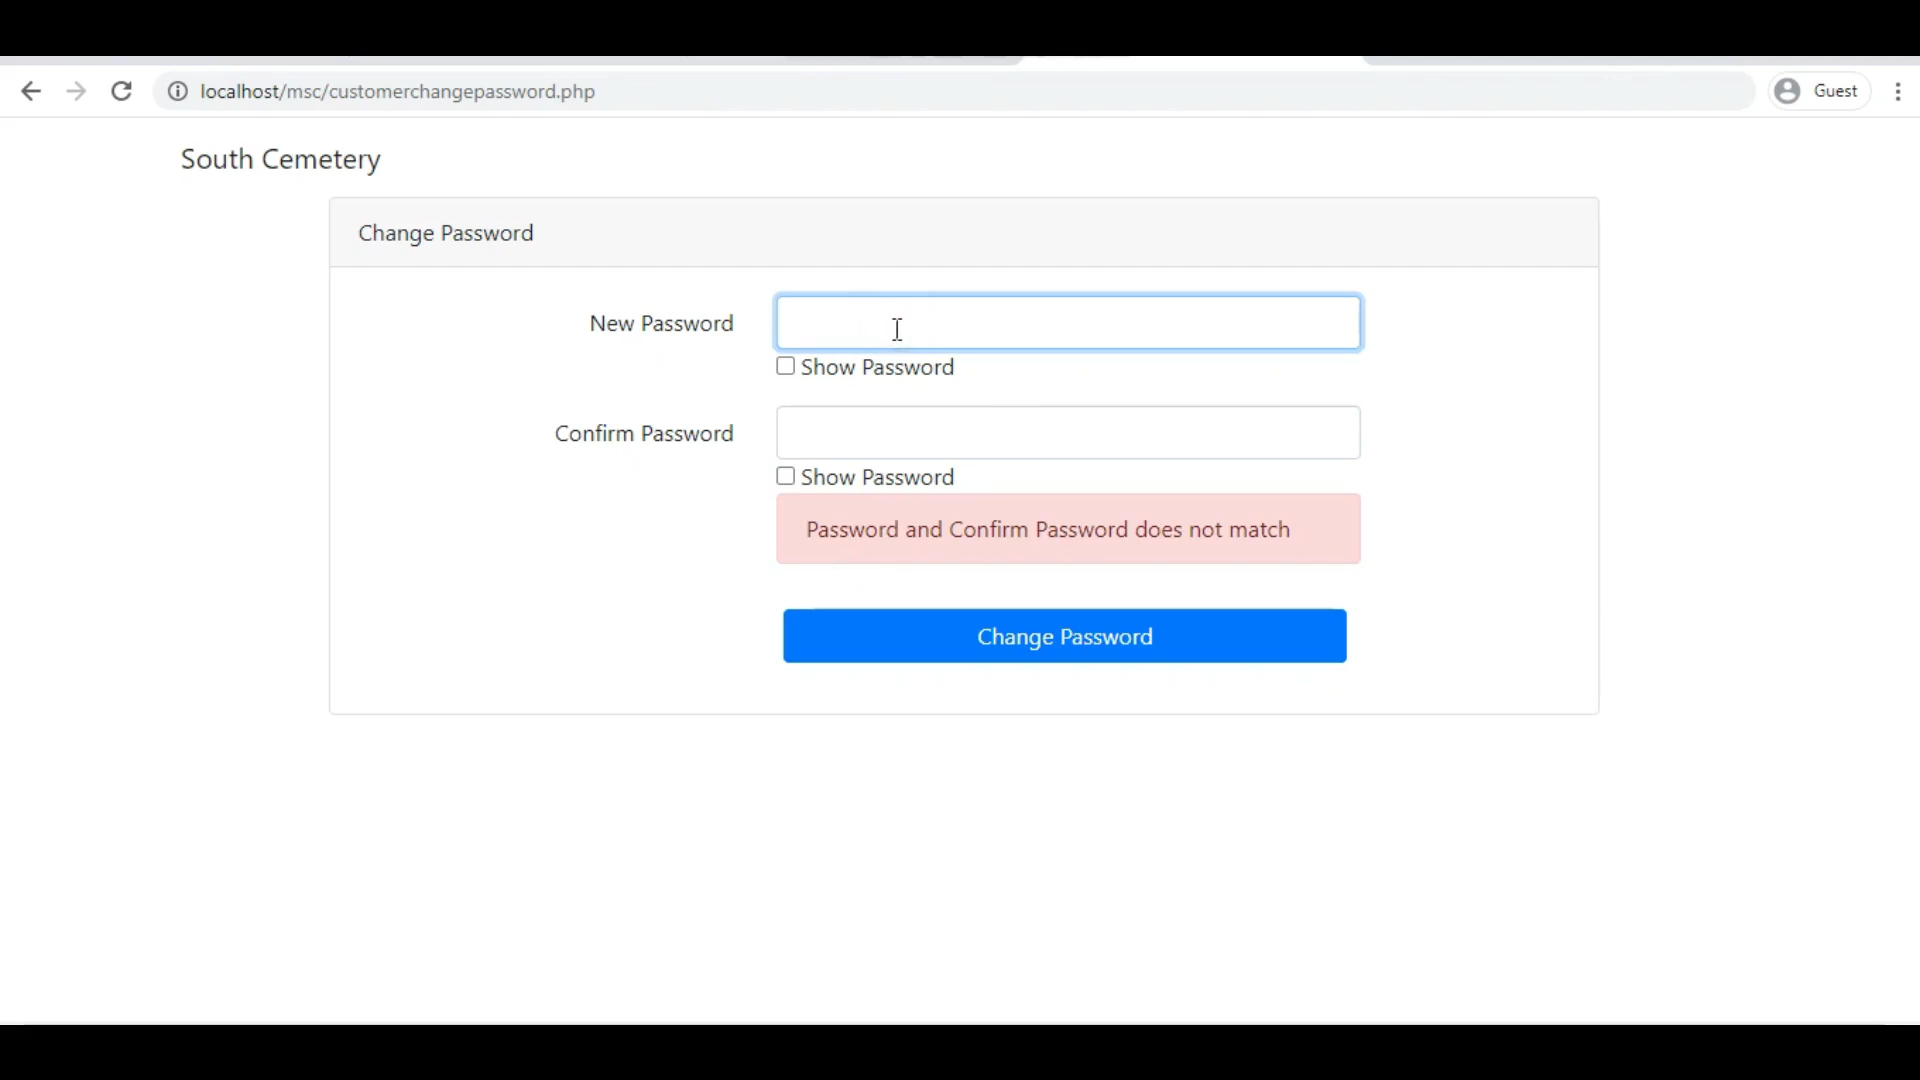 localhost/msc/customerchangepassword.php
Guest
South Cemetery
Change Password
New Password
Show Password
Confirm Password
Show Password
Password and Confirm Password does not match
Change Password